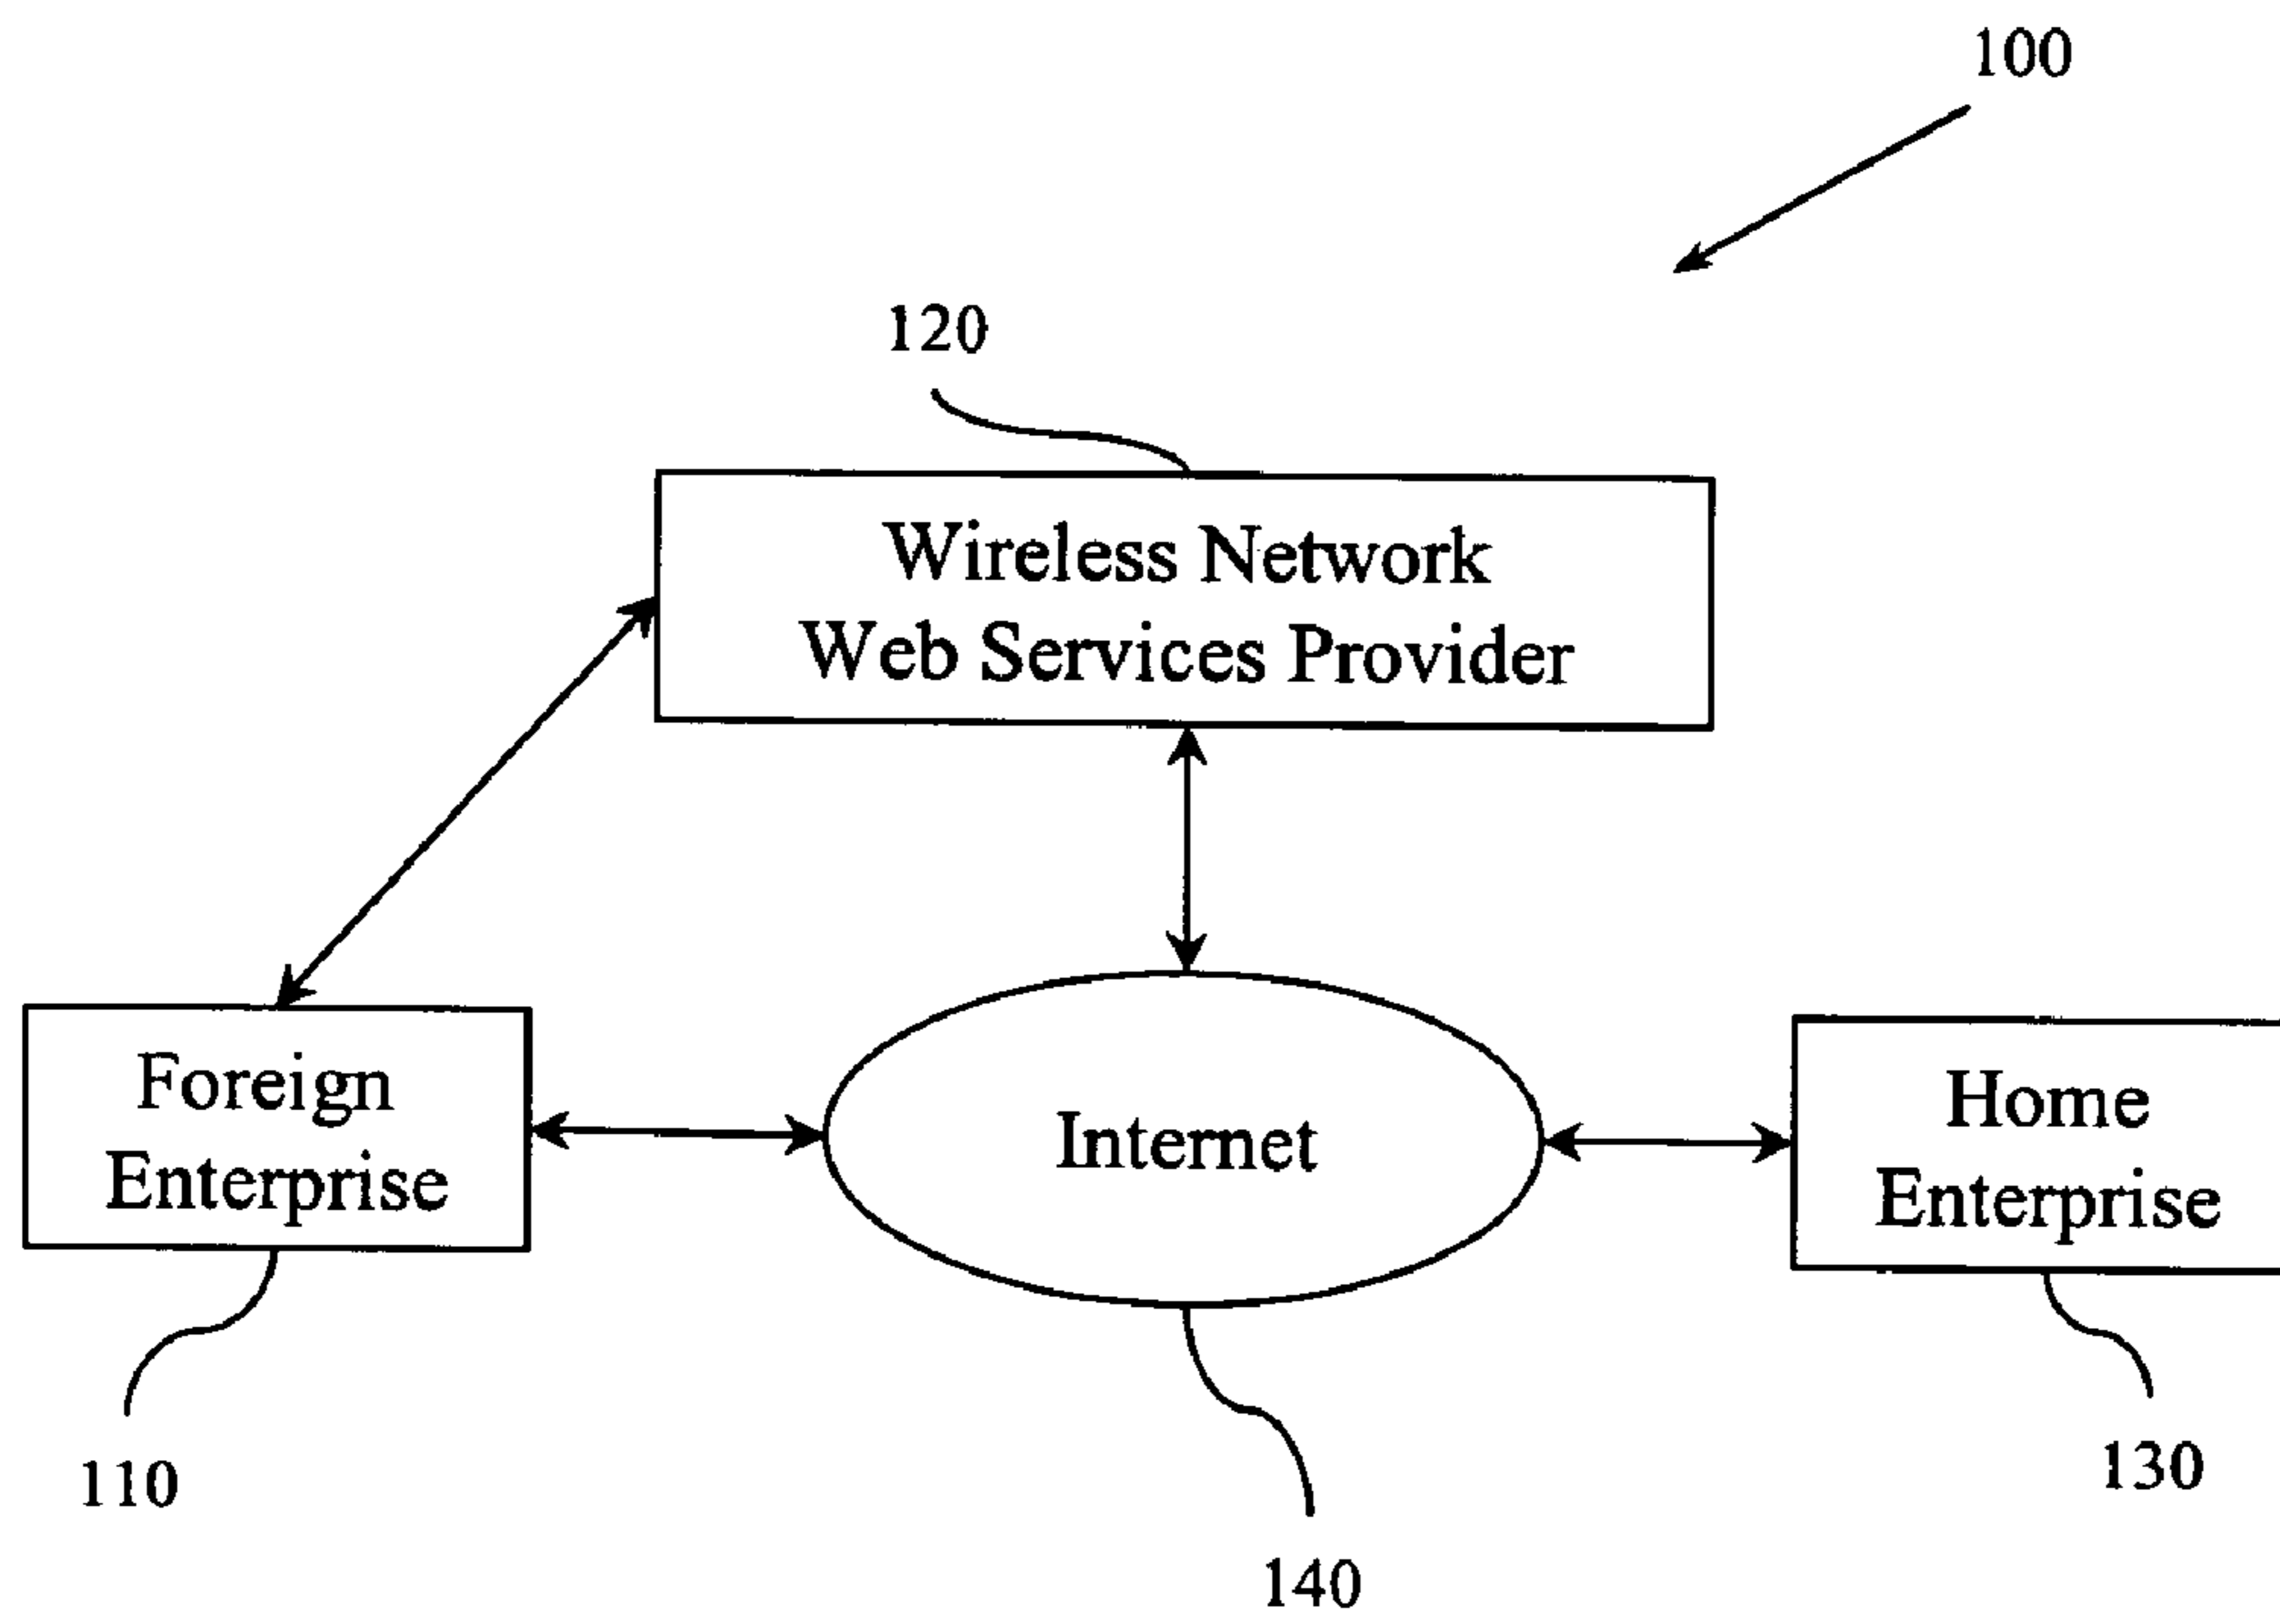 100
120
Wireless Network
Web Services Provider
Foreign
Enterprise
Internet
Home
Enterprise
110
130
140